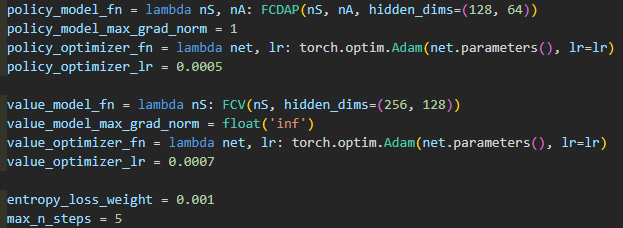 policy_model_fn = lambda nS, nA: FCDAP(nS, nA, hidden_dims=(128, 64))
policy_model_max_grad_norm = 1
policy_optimizer_fn = lambda net, lr: torch.optim.Adam(net.parameters(), lr=lr)
policy_optimizer_lr = 0.0005
value_model_fn = lambda nS: FCV(nS, hidden_dims=(256, 128))
value_model_max_grad_norm = float('inf')
value_optimizer_fn = lambda net, lr: torch.optim.Adam(net.parameters(), lr=lr)
value_optimizer_lr = 0.0007
entropy_loss_weight = 0.001
max_n_steps = 5